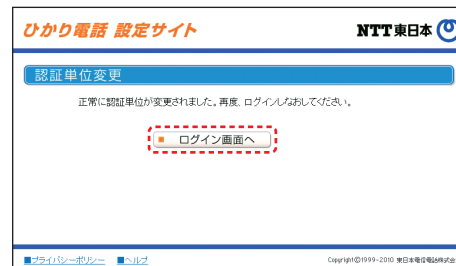 ひかり電話 設定サイト
NTT東日本
認証単位変更
正常に認証単位が変更されました。再度、ログインしなおしてください。
ログイン画面へ
■プライバシーポリシー ■ヘルプ
Copyright©1999-2010 東日本電信電話株式会